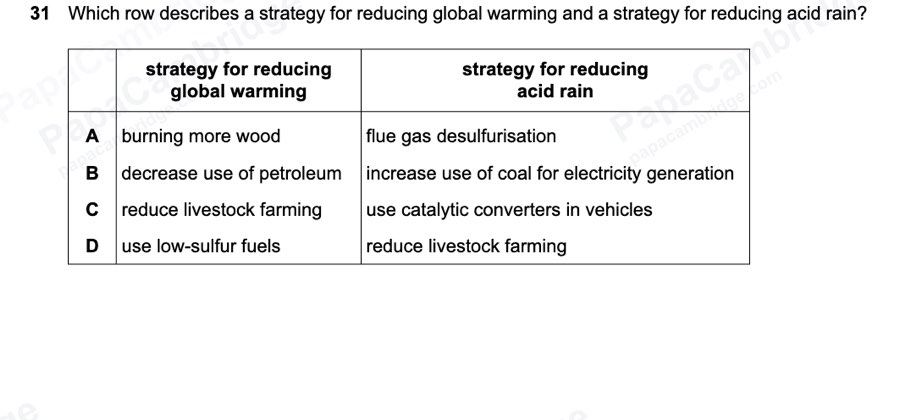 31 Which row describes a strategy for reducing global warming and a strategy for reducing acid rain?
strategy for reducing global warming strategy for reducing acid rain
A burning more wood flue gas desulfurisation
B decrease use of petroleum increase use of coal for electricity generation
C reduce livestock farming use catalytic converters in vehicles
D use low-sulfur fuels reduce livestock farming
PapaCambridge
papacambridge.com